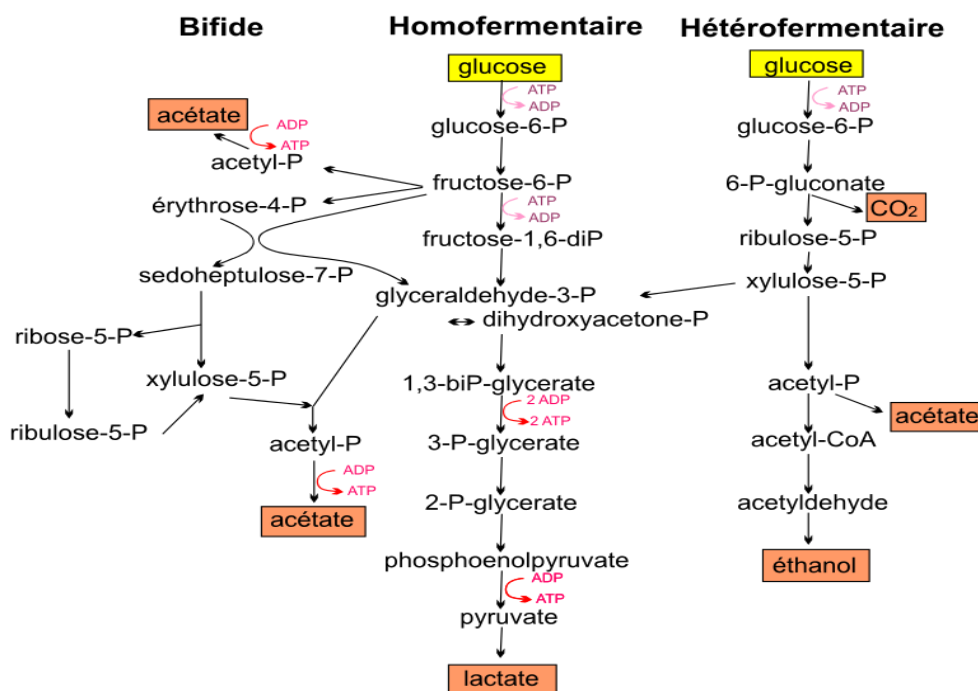 Bifide
Homofermentaire
Hétérofermentaire
glucose
ATP
ADP
glucose-6-P
fructose-6-P
ATP
ADP
fructose-1,6-diP
glyceraldehyde-3-P
dihydroxyacetone-P
1,3-biP-glycerate
2 ADP
2 ATP
3-P-glycerate
2-P-glycerate
phosphoenolpyruvate
ADP
ATP
pyruvate
lactate
acétate
ADP
ATP
acetyl-P
érythrose-4-P
sedoheptulose-7-P
ribose-5-P
xylulose-5-P
ribulose-5-P
acetyl-P
ADP
ATP
acétate
glucose
ATP
ADP
glucose-6-P
6-P-gluconate
CO₂
ribulose-5-P
xylulose-5-P
acetyl-P
acétate
acetyl-CoA
acetyldehyde
éthanol